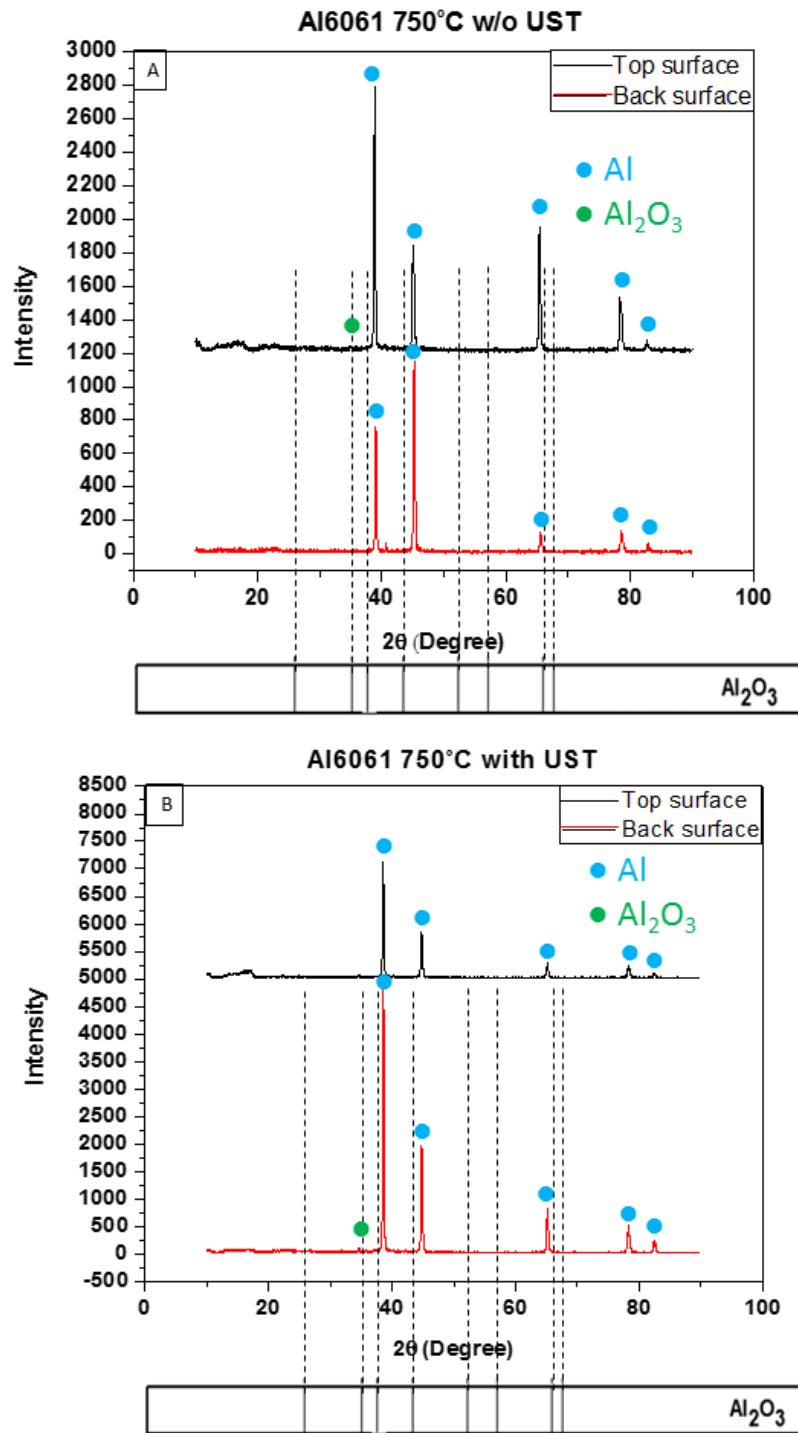 Al6061 750°C w/o UST
A
Top surface
Back surface
Al
Al₂O₃
Intensity
3000
2800
2600
2400
2200
2000
1800
1600
1400
1200
1000
800
600
400
200
0
0 20 40 60 80 100
2θ (Degree)
Al₂O₃
Al6061 750°C with UST
B
Top surface
Back surface
Al
Al₂O₃
Intensity
8500
8000
7500
7000
6500
6000
5500
5000
4500
4000
3500
3000
2500
2000
1500
1000
500
0
-500
0 20 40 60 80 100
2θ (Degree)
Al₂O₃